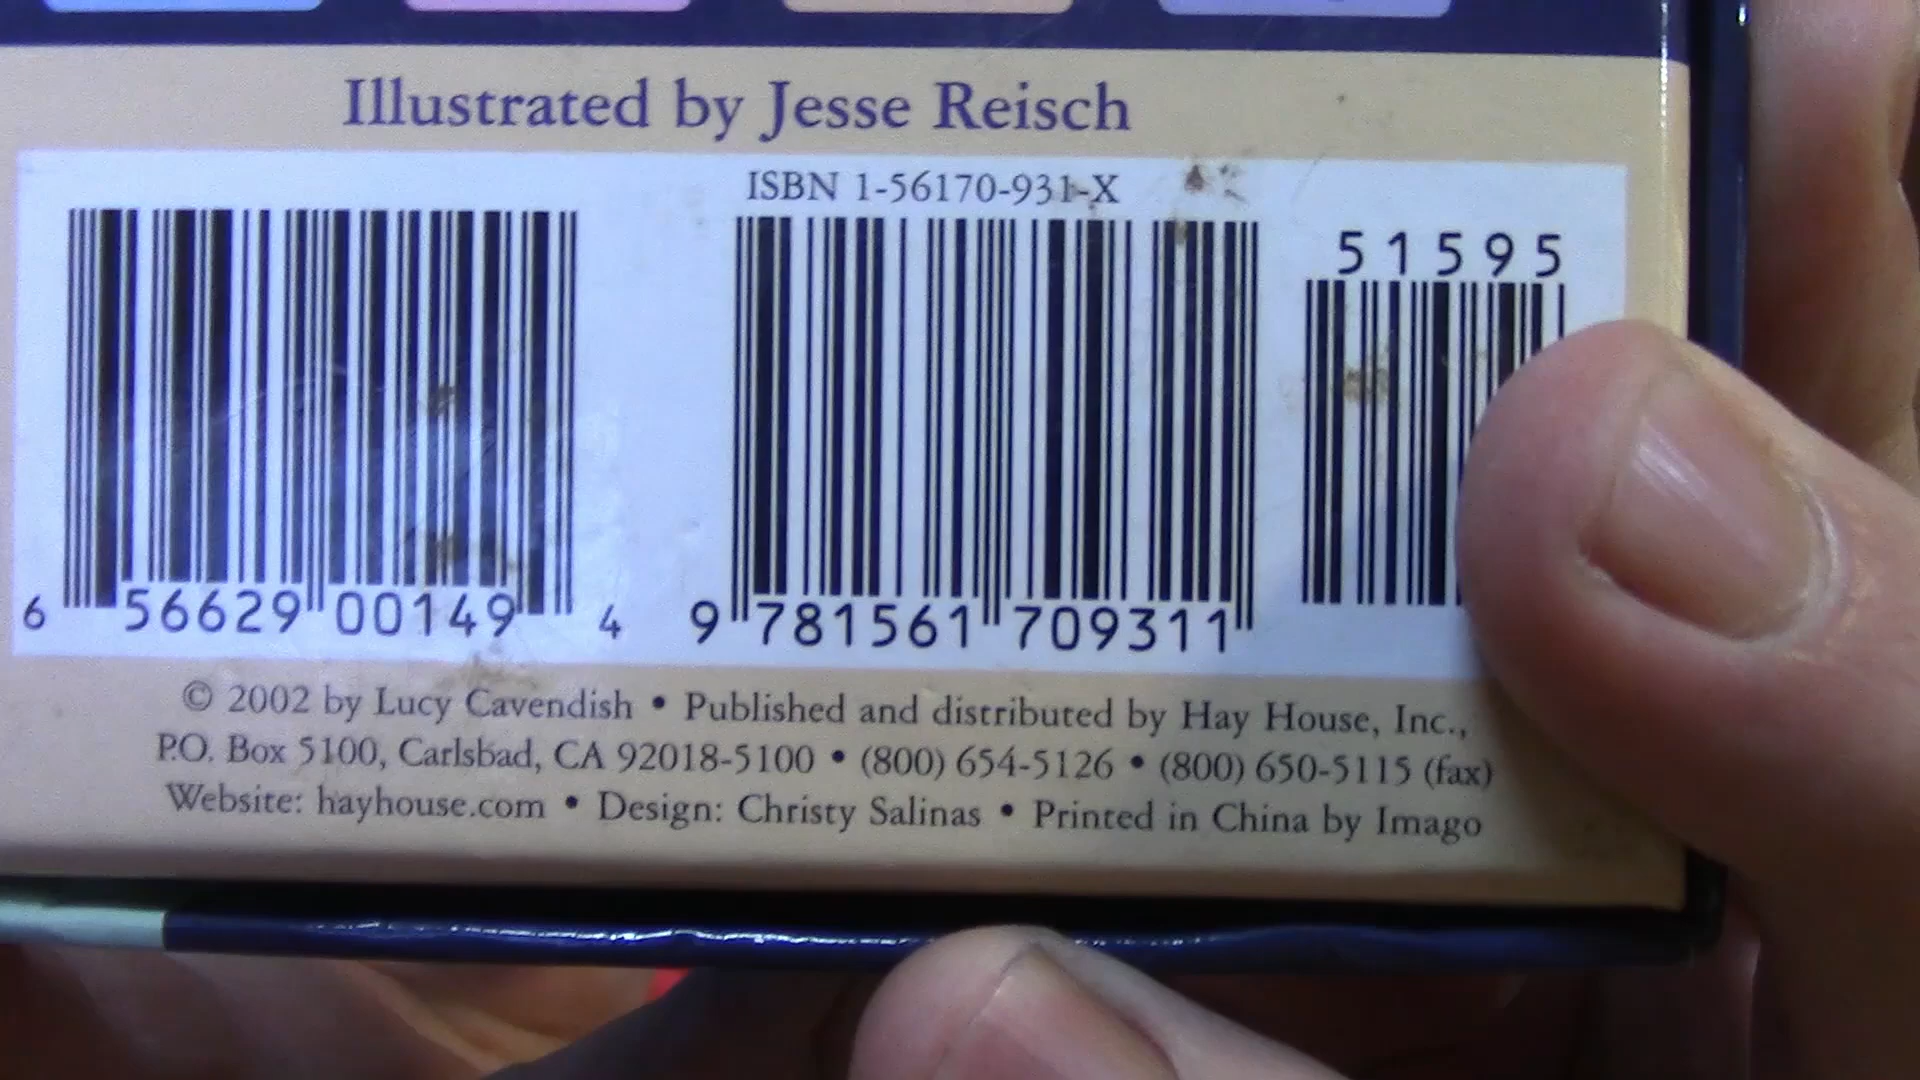 Illustrated by Jesse Reisch
ISBN 1-56170-931-X
51595
6 56629 00149 4
9 781561 709311
© 2002 by Lucy Cavendish • Published and distributed by Hay House, Inc.,
P.O. Box 5100, Carlsbad, CA 92018-5100 • (800) 654-5126 • (800) 650-5115 (fax)
Website: hayhouse.com • Design: Christy Salinas • Printed in China by Imago